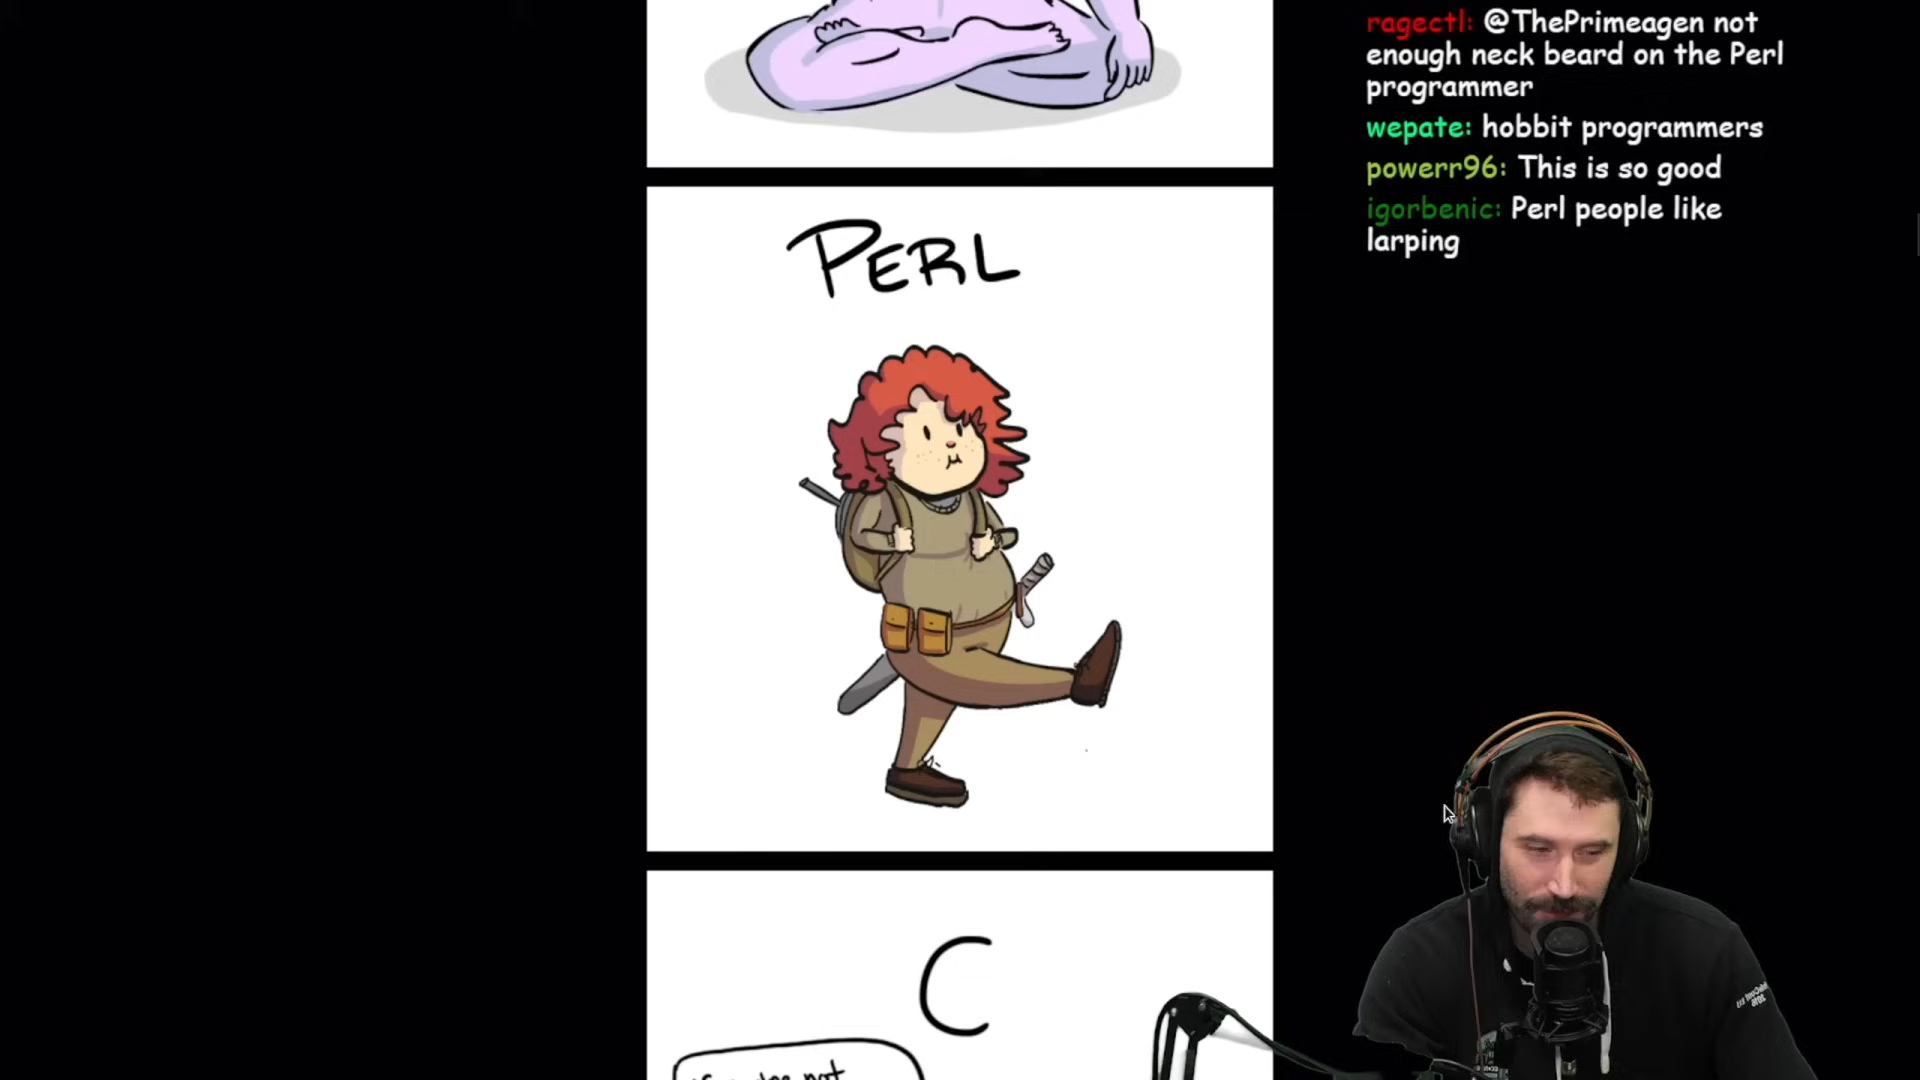 ragectl: @ThePrimeagen not
enough neck beard on the Perl
programmer
wepate: hobbit programmers
powerr96: This is so good
igorbenic: Perl people like
larping
PERL
C
not